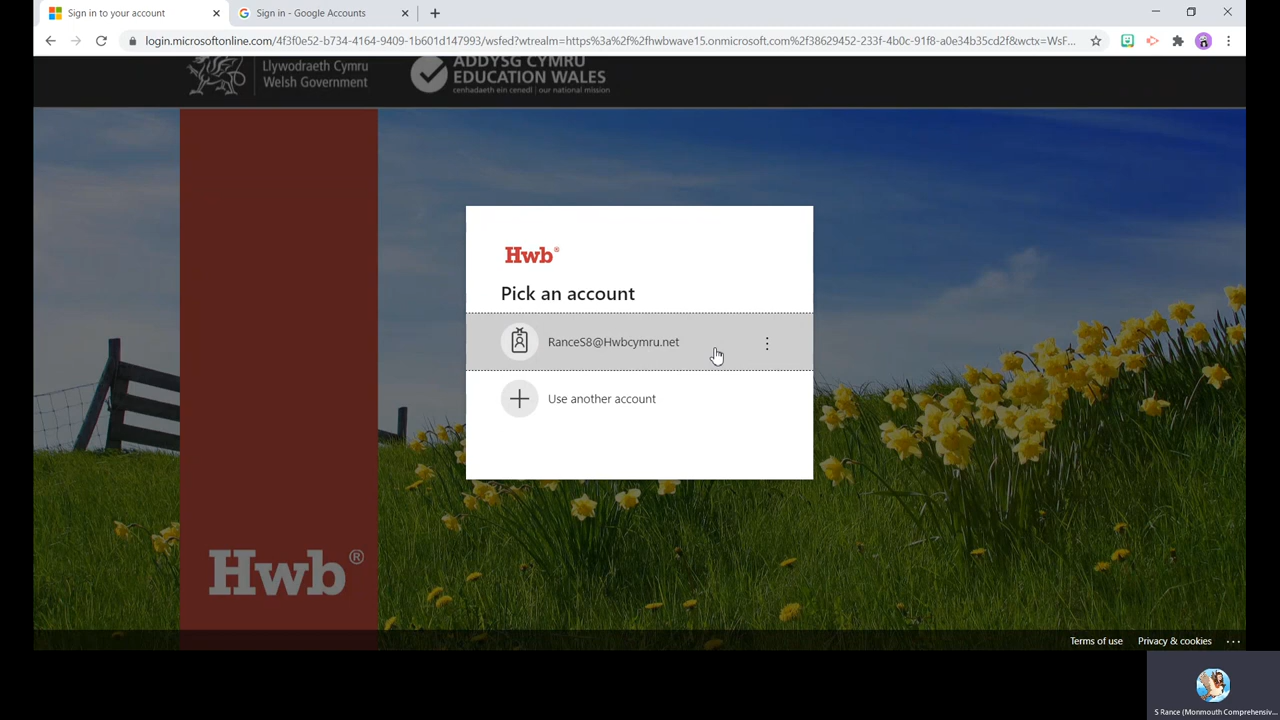 Sign in to your account
Sign in - Google Accounts
login.microsoftonline.com/4f3f0e52-b734-4164-9409-1b601d147993/wsfed?wtrealm=https%3a%2f%2fhwbwave15.onmicrosoft.com%2f38629452-233f-4b0c-91f8-a0e34b35cd2f&wctx=WsF...
Llywodraeth Cymru
Welsh Government
ADDYSG CYMRU
EDUCATION WALES
cenhadaeth ein cenedl | our national mission
Hwb®
Pick an account
RanceS8@Hwbcymru.net
Use another account
Hwb®
Terms of use
Privacy & cookies
S Rance (Monmouth Comprehensiv...